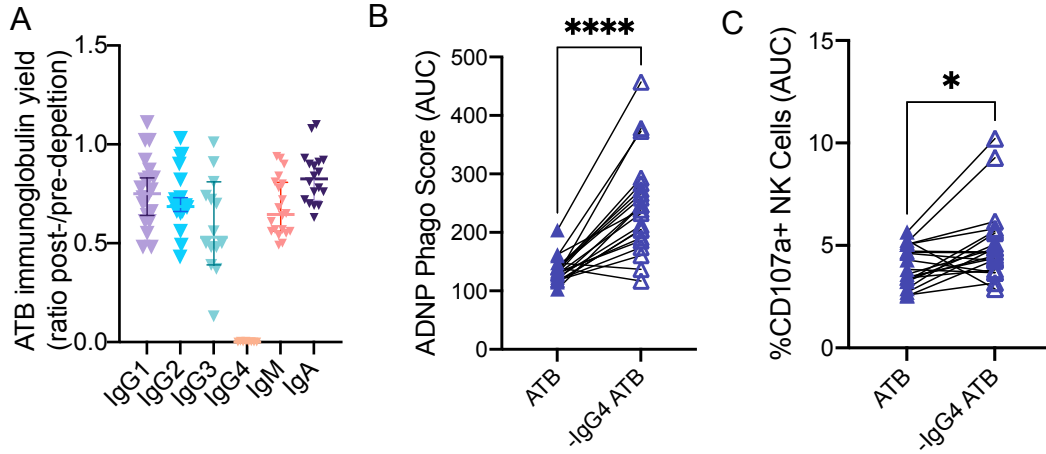 A
ATB immunoglobulin yield
(ratio post-/pre-depeltion)
1.5
1.0
0.5
0.0
IgG1
IgG2
IgG3
IgG4
IgM
IgA
B
****
ADNP Phago Score (AUC)
500
400
300
200
100
0
ATB
-IgG4 ATB
C
*
%CD107a+ NK Cells (AUC)
15
10
5
0
ATB
-IgG4 ATB